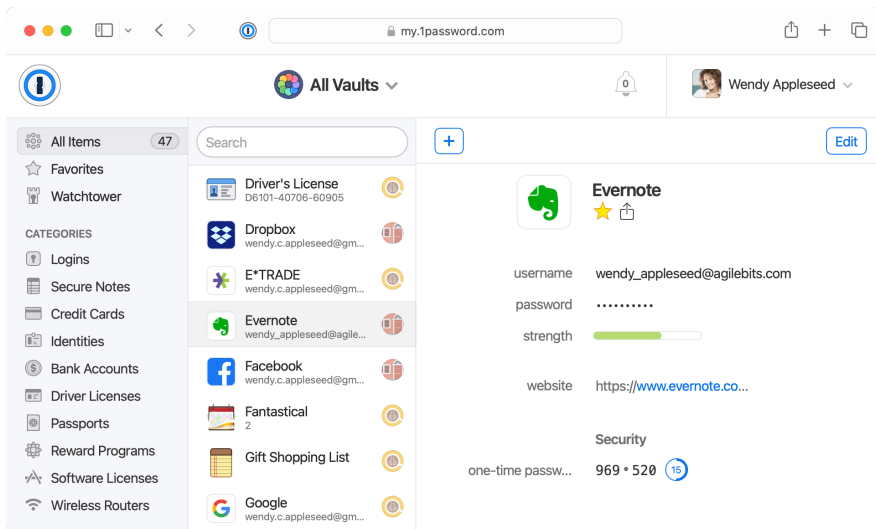 my.1password.com
All Vaults
0
Wendy Appleseed
All Items 47
Favorites
Watchtower
CATEGORIES
Logins
Secure Notes
Credit Cards
Identities
Bank Accounts
Driver Licenses
Passports
Reward Programs
Software Licenses
Wireless Routers
Search
Driver's License
D6101-40706-60905
Dropbox
wendy.c.appleseed@gm...
E*TRADE
wendy.c.appleseed@gm...
Evernote
wendy_appleseed@agile...
Facebook
wendy.c.appleseed@gm...
Fantastical
2
Gift Shopping List
Google
wendy.c.appleseed@gm...
+
Edit
Evernote
username wendy_appleseed@agilebits.com
password ••••••••••
strength
website https://www.evernote.co...
Security
one-time passw... 969 • 520 15